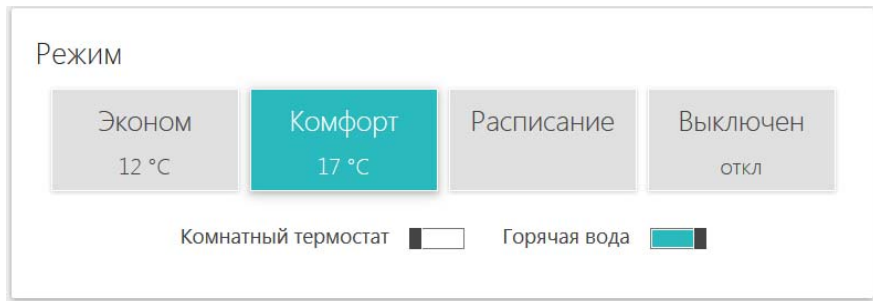 Режим
Эконом Комфорт Расписание Выключен
12 °C 17 °C откл
Комнатный термостат Горячая вода